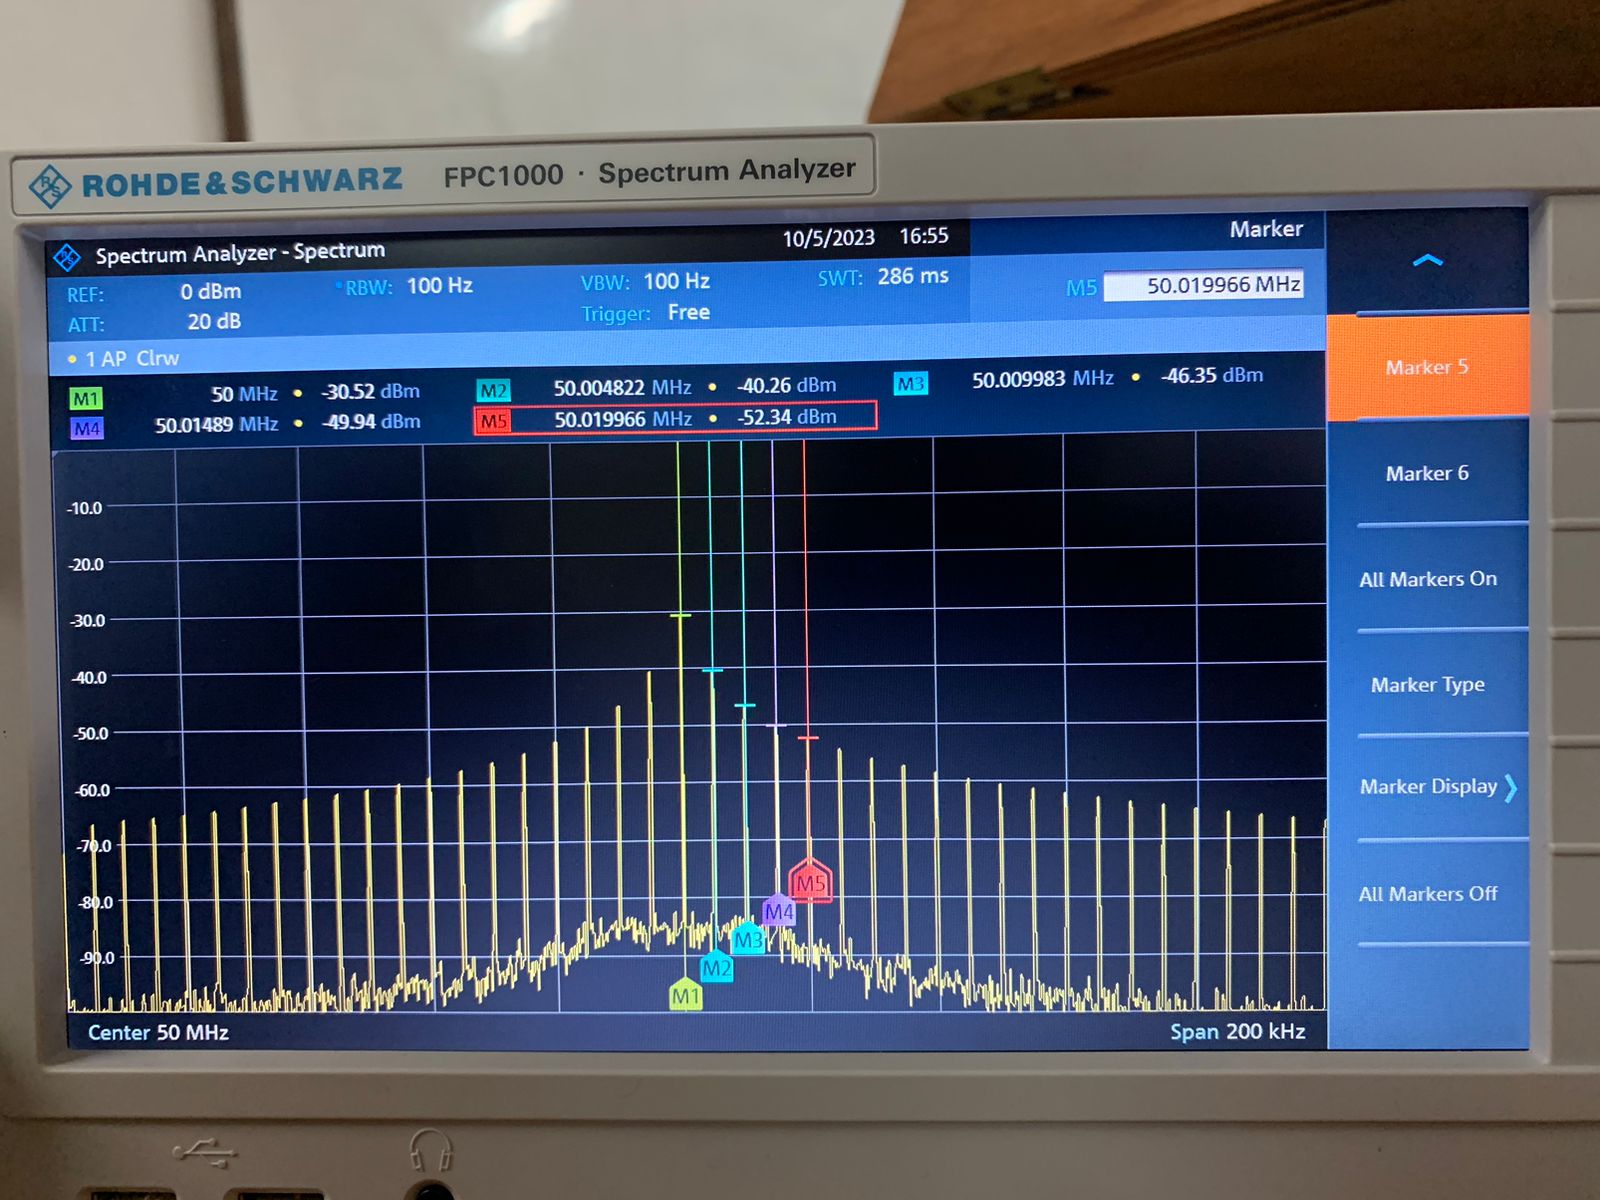 ROHDE&SCHWARZ FPC1000 · Spectrum Analyzer
Spectrum Analyzer - Spectrum 10/5/2023 16:55 Marker
REF: 0 dBm RBW: 100 Hz VBW: 100 Hz SWT: 286 ms M5 50.019966 MHz
ATT: 20 dB Trigger: Free
1 AP Clrw
M1 50 MHz • -30.52 dBm M2 50.004822 MHz • -40.26 dBm M3 50.009983 MHz • -46.35 dBm
M4 50.01489 MHz • -49.94 dBm M5 50.019966 MHz • -52.34 dBm
-10.0
-20.0
-30.0
-40.0
-50.0
-60.0
-70.0
-80.0
-90.0
M5
M4
M3
M2
M1
Center 50 MHz Span 200 kHz
Marker 5
Marker 6
All Markers On
Marker Type
Marker Display
All Markers Off